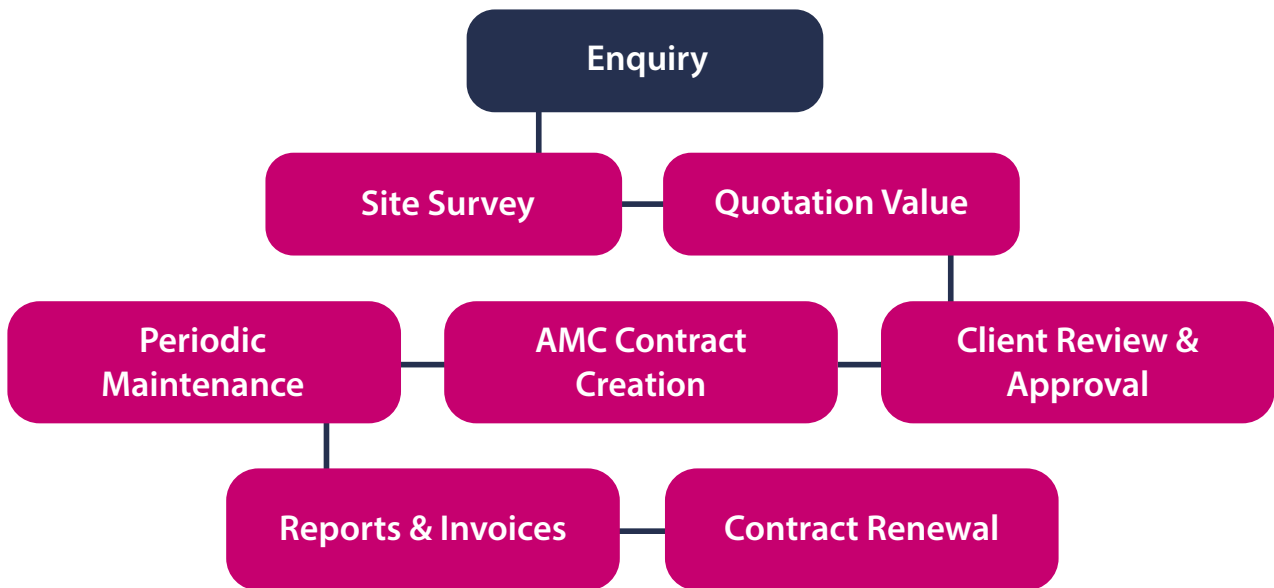 Enquiry
Site Survey
Quotation Value
Periodic
Maintenance
AMC Contract
Creation
Client Review &
Approval
Reports & Invoices
Contract Renewal